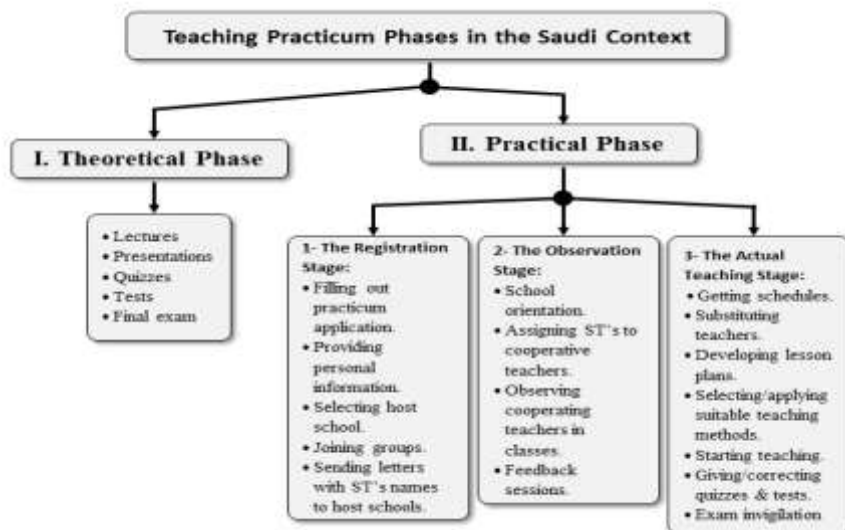 Teaching Practicum Phases in the Saudi Context
I. Theoretical Phase
II. Practical Phase
• Lectures
• Presentations
• Quizzes
• Tests
• Final exam
1- The Registration
Stage:
• Filling out
practicum
application.
• Providing
personal
information.
• Selecting host
school.
• Joining groups.
• Sending letters
with ST's names
to host schools.
2- The Observation
Stage:
• School
orientation.
• Assigning ST's to
cooperative
teachers.
• Observing
cooperating
teachers in
classes.
• Feedback
sessions.
3- The Actual
Teaching Stage:
• Getting schedules.
• Substituting
teachers.
• Developing lesson
plans.
• Selecting/applying
suitable teaching
methods.
• Starting teaching.
• Giving/correcting
quizzes & tests.
• Exam invigilation